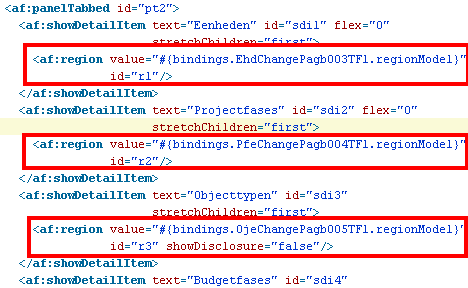 <af:panelTabbed id="pt2">
<af:showDetailItem text="Eenheden" id="sdi1" flex="0"
stretchChildren="first">
<af:region value="#{bindings.EhdChangePagb003TF1.regionModel}"
id="r1"/>
</af:showDetailItem>
<af:showDetailItem text="Projectfases" id="sdi2" flex="0"
stretchChildren="first">
<af:region value="#{bindings.PfeChangePagb004TF1.regionModel}"
id="r2"/>
</af:showDetailItem>
<af:showDetailItem text="Objecttypen" id="sdi3"
stretchChildren="first">
<af:region value="#{bindings.OjeChangePagb005TF1.regionModel}"
id="r3" showDisclosure="false"/>
</af:showDetailItem>
<af:showDetailItem text="Budgetfases" id="sdi4"